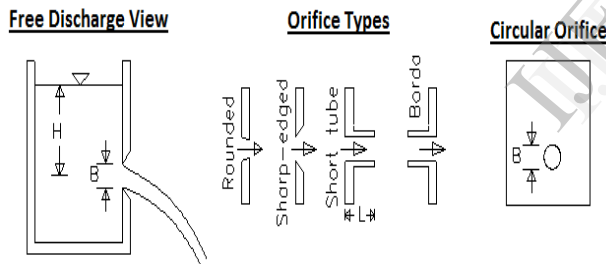 Free Discharge View
Orifice Types
Circular Orifice
H
B
Rounded
Sharp-edged
Short tube
L
Borda
B